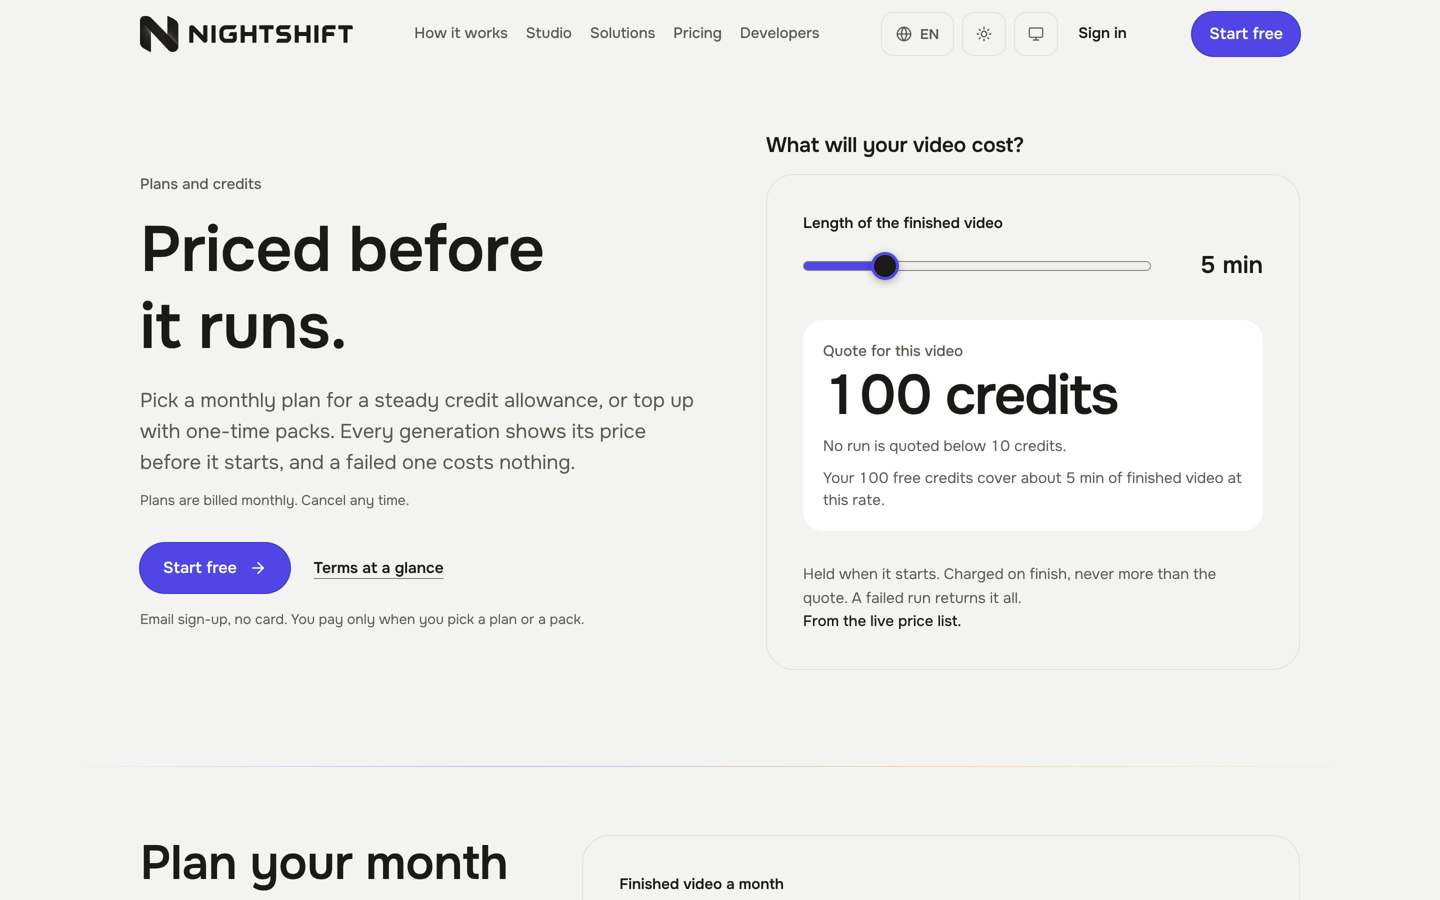 NIGHTSHIFT
How it works
Studio
Solutions
Pricing
Developers
EN
Sign in
Start free
Plans and credits
Priced before
it runs.
Pick a monthly plan for a steady credit allowance, or top up
with one-time packs. Every generation shows its price
before it starts, and a failed one costs nothing.
Plans are billed monthly. Cancel any time.
Start free
Terms at a glance
Email sign-up, no card. You pay only when you pick a plan or a pack.
What will your video cost?
Length of the finished video
5 min
Quote for this video
100 credits
No run is quoted below 10 credits.
Your 100 free credits cover about 5 min of finished video at
this rate.
Held when it starts. Charged on finish, never more than the
quote. A failed run returns it all.
From the live price list.
Plan your month
Finished video a month